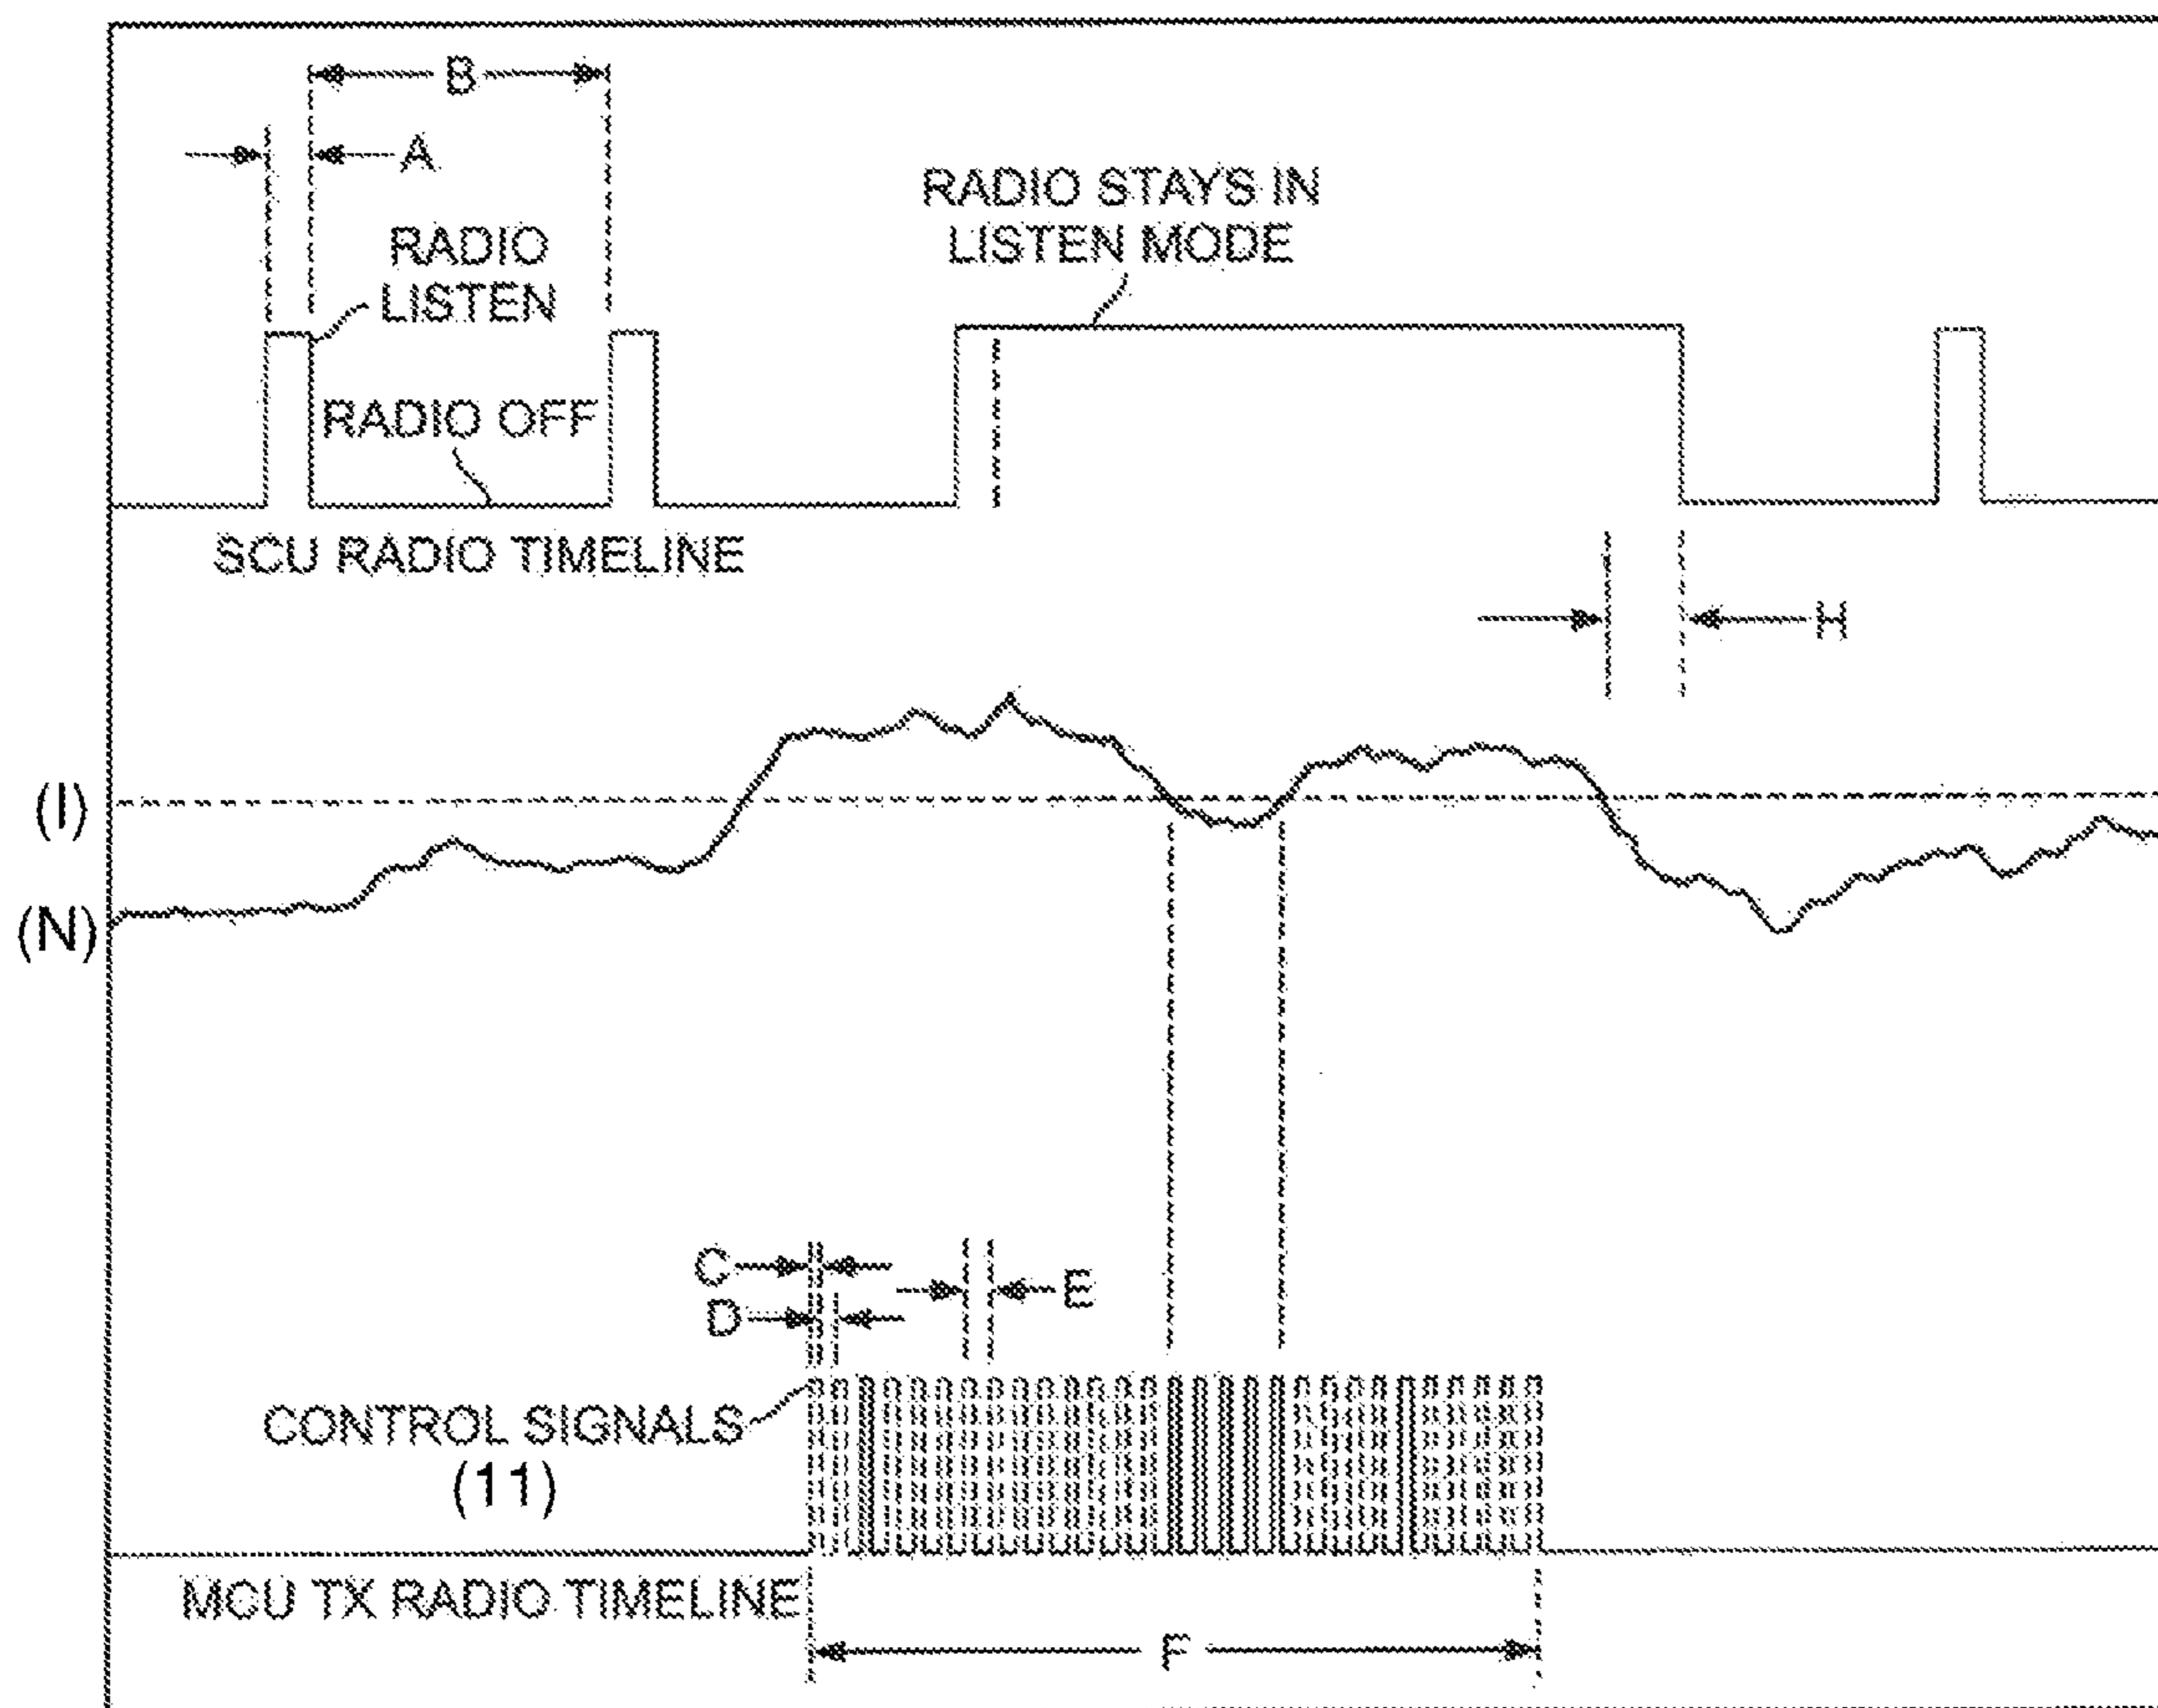 B
A
RADIO
LISTEN
RADIO STAYS IN
LISTEN MODE
RADIO OFF
SCU RADIO TIMELINE
H
(I)
(N)
C
E
D
CONTROL SIGNALS
(11)
MCU TX RADIO TIMELINE
F